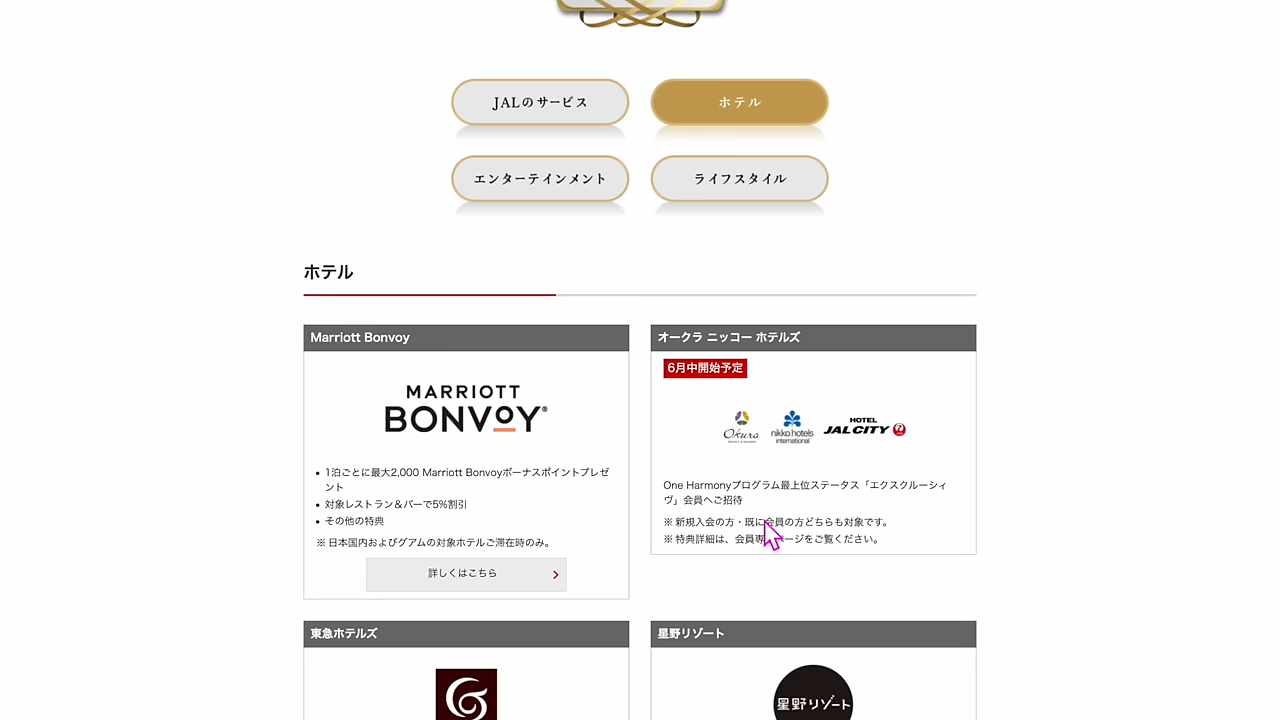 JALのサービス
ホテル
エンターテインメント
ライフスタイル
ホテル
Marriott Bonvoy
MARRIOTT
BONVOY®
・1泊ごとに最大2,000 Marriott Bonvoyボーナスポイントプレゼ
ント
・対象レストラン＆バーで5%割引
・その他の特典
※ 日本国内およびグアムの対象ホテルご滞在時のみ。
詳しくはこちら
オークラ ニッコー ホテルズ
6月中開始予定
Okura
nikko hotels
international
HOTEL
JAL CITY
One Harmonyプログラム最上位ステータス「エクスクルーシィ
ヴ」会員へご招待
※ 新規入会の方・既に会員の方どちらも対象です。
※ 特典詳細は、会員専ージをご覧ください。
東急ホテルズ
星野リゾート
星野リゾート